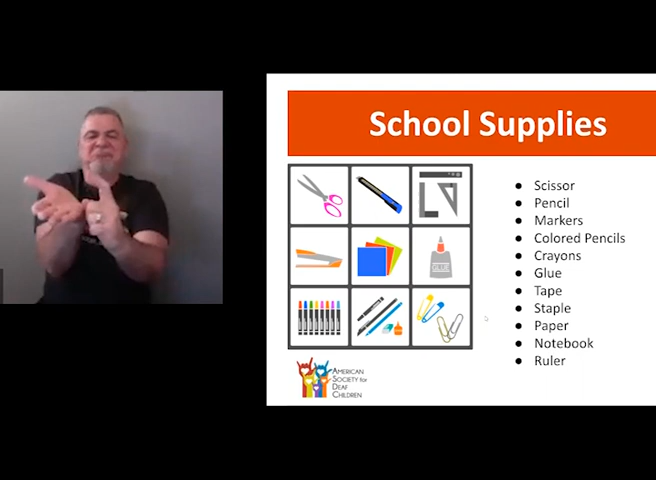 School Supplies
GLUE
Scissor
Pencil
Markers
Colored Pencils
Crayons
Glue
Tape
Staple
Paper
Notebook
Ruler
AMERICAN
SOCIETY for
DEAF
CHILDREN